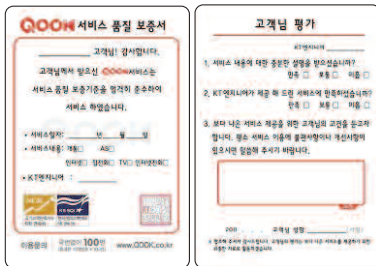 QOOK 서비스 품질 보증서
고객님! 감사합니다.
고객님께서 받으신 QOOK서비스는
서비스 품질 보증기준을 엄격히 준수하여
서비스 하였습니다.
• 서비스일자: 년 월 일
• 서비스내용: 개통□ AS□
인터넷□ 집전화□ TV□ 인터넷전화□
• KT엔지니어 :
이용문의 국번없이 100번 www.QOOK.co.kr
고객님 평가
KT엔지니어
1. 서비스 내용에 대한 충분한 설명을 받으셨습니까?
만족 □ 보통 □ 미흡 □
2. KT엔지니어가 제공 해 드린 서비스에 만족하셨습니까?
만족 □ 보통 □ 미흡 □
3. 보다 나은 서비스 제공을 위한 고객님의 고견을 듣고자
합니다. 평소 서비스 이용에 불편사항이나 개선사항이
있으시면 말씀해 주시기 바랍니다.
200 . . 고객님 성함: (서명)